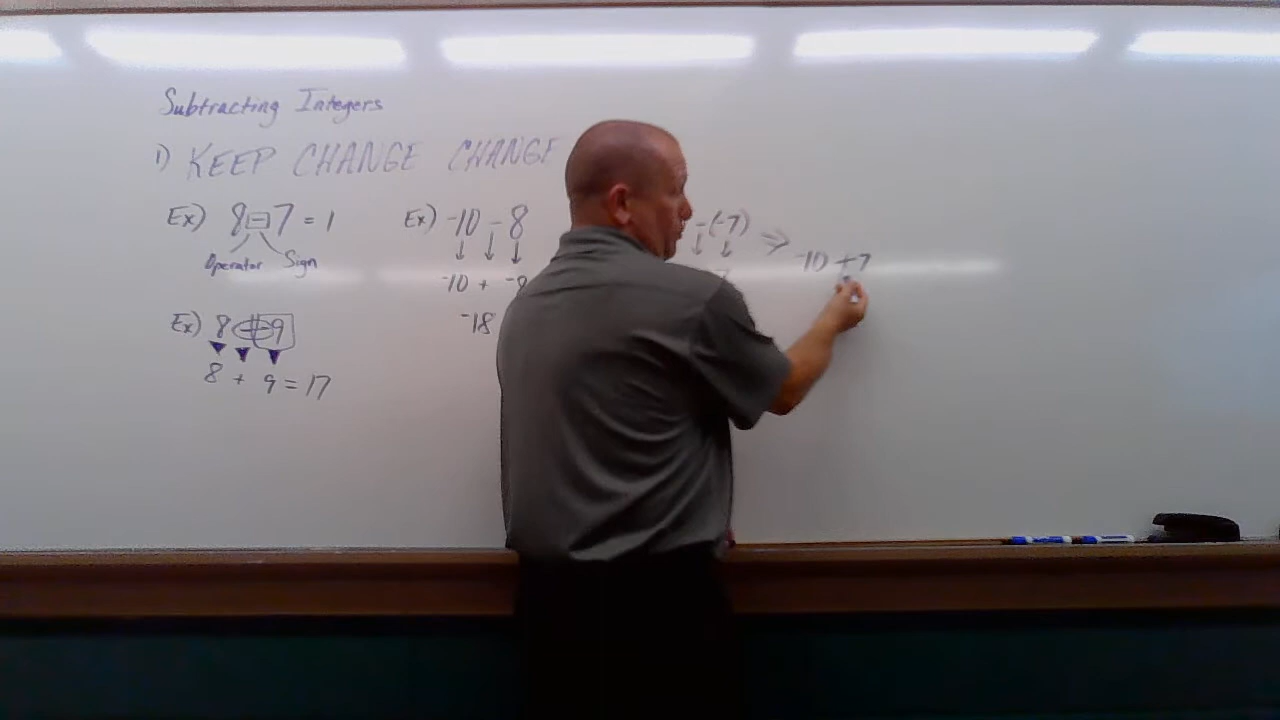 Subtracting Integers
1) KEEP CHANGE CHANGE
Ex) 8 - 7 = 1
Operator Sign
Ex) 8 - -9
8 + 9 = 17
Ex) -10 - 8
-10 + -8
-18
-(-7) ⇒ -10 + 7
7